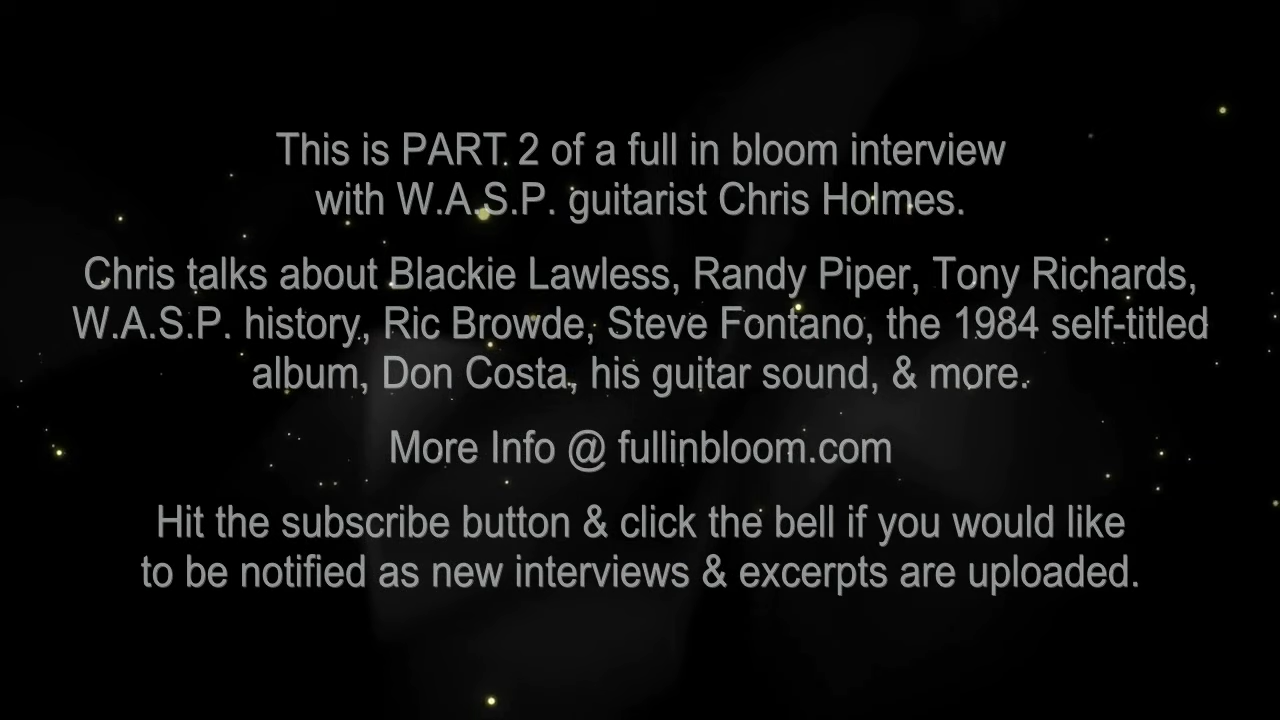 This is PART 2 of a full in bloom interview
with W.A.S.P. guitarist Chris Holmes.
Chris talks about Blackie Lawless, Randy Piper, Tony Richards,
W.A.S.P. history, Ric Browde, Steve Fontano, the 1984 self-titled
album, Don Costa, his guitar sound, & more.
More Info @ fullinbloom.com
Hit the subscribe button & click the bell if you would like
to be notified as new interviews & excerpts are uploaded.